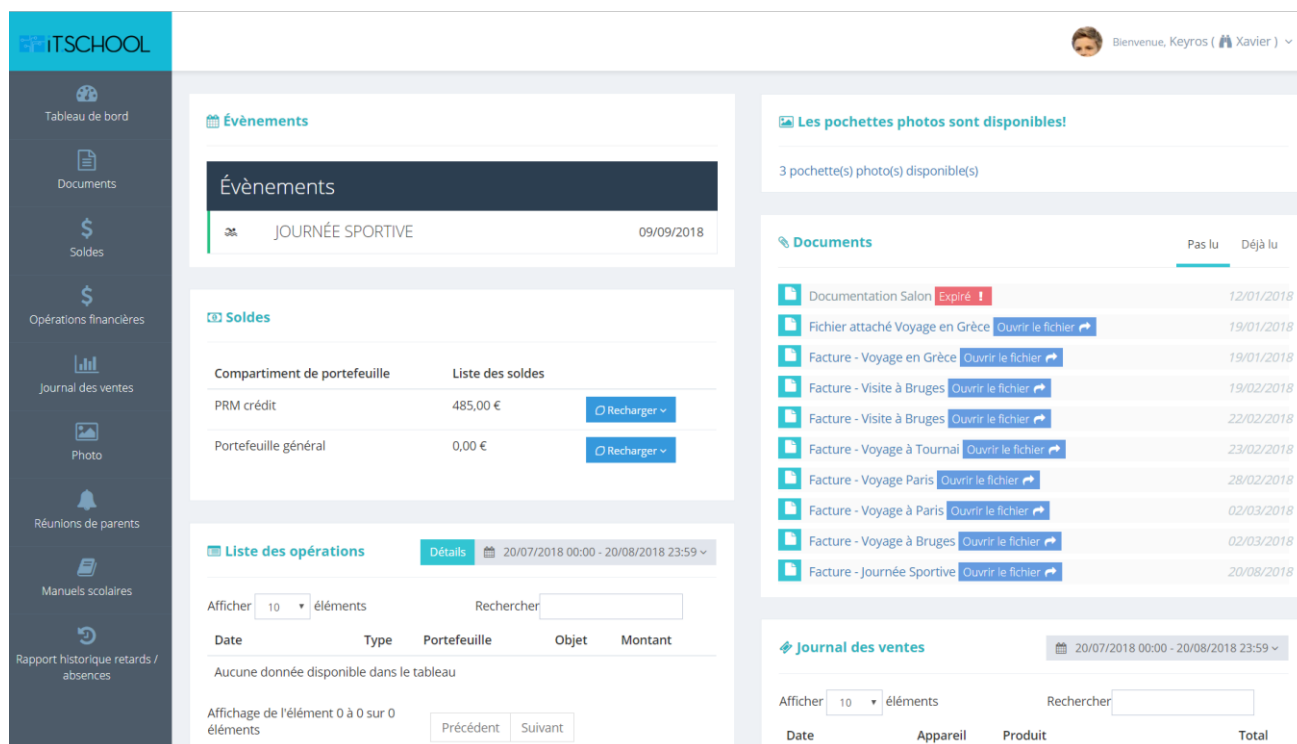 iTSCHOOL
Bienvenue, Keyros ( Xavier )
Tableau de bord
Documents
Soldes
Opérations financières
Journal des ventes
Photo
Réunions de parents
Manuels scolaires
Rapport historique retards /
absences
Évènements
Évènements
JOURNÉE SPORTIVE 09/09/2018
Soldes
Compartiment de portefeuille Liste des soldes
PRM crédit 485,00 € Recharger
Portefeuille général 0,00 € Recharger
Liste des opérations Détails 20/07/2018 00:00 - 20/08/2018 23:59
Afficher 10 éléments Rechercher
Date Type Portefeuille Objet Montant
Aucune donnée disponible dans le tableau
Affichage de l'élément 0 à 0 sur 0
éléments
Précédent Suivant
Les pochettes photos sont disponibles!
3 pochette(s) photo(s) disponible(s)
Documents Pas lu Déjà lu
Documentation Salon Expiré ! 12/01/2018
Fichier attaché Voyage en Grèce Ouvrir le fichier 19/01/2018
Facture - Voyage en Grèce Ouvrir le fichier 19/01/2018
Facture - Visite à Bruges Ouvrir le fichier 19/02/2018
Facture - Visite à Bruges Ouvrir le fichier 22/02/2018
Facture - Voyage à Tournai Ouvrir le fichier 23/02/2018
Facture - Voyage Paris Ouvrir le fichier 28/02/2018
Facture - Voyage à Paris Ouvrir le fichier 02/03/2018
Facture - Voyage à Bruges Ouvrir le fichier 02/03/2018
Facture - Journée Sportive Ouvrir le fichier 20/08/2018
Journal des ventes 20/07/2018 00:00 - 20/08/2018 23:59
Afficher 10 éléments Rechercher
Date Appareil Produit Total